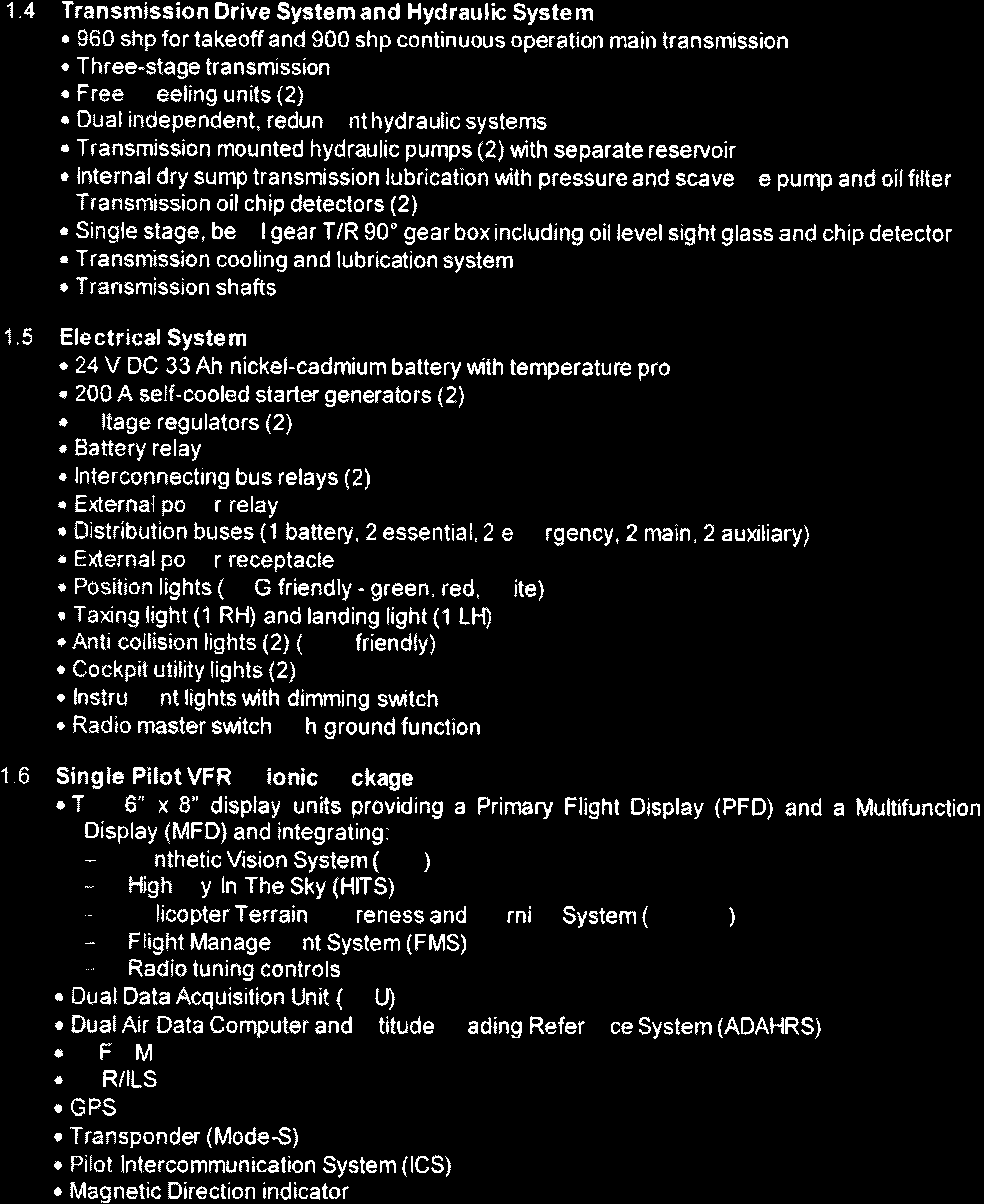 1.4 Transmission Drive System and Hydraulic System
• 960 shp for takeoff and 900 shp continuous operation main transmission
• Three-stage transmission
• Free eeling units (2)
• Dual independent, redun nt hydraulic systems
• Transmission mounted hydraulic pumps (2) with separate reservoir
• Internal dry sump transmission lubrication with pressure and scave e pump and oil filter
Transmission oil chip detectors (2)
• Single stage, be l gear T/R 90° gear box including oil level sight glass and chip detector
• Transmission cooling and lubrication system
• Transmission shafts
1.5 Electrical System
• 24 V DC 33 Ah nickel-cadmium battery with temperature pro
• 200 A self-cooled starter generators (2)
• ltage regulators (2)
• Battery relay
• Interconnecting bus relays (2)
• External po r relay
• Distribution buses (1 battery, 2 essential, 2 e rgency, 2 main, 2 auxiliary)
• External po r receptacle
• Position lights ( G friendly - green, red, ite)
• Taxing light (1 RH) and landing light (1 LH)
• Anti collision lights (2) ( friendly)
• Cockpit utility lights (2)
• Instru nt lights with dimming switch
• Radio master switch h ground function
1.6 Single Pilot VFR ionic ckage
• T 6" x 8" display units providing a Primary Flight Display (PFD) and a Multifunction
Display (MFD) and integrating:
– nthetic Vision System ( )
– High y In The Sky (HITS)
– licopter Terrain reness and rni System ( )
– Flight Manage nt System (FMS)
– Radio tuning controls
• Dual Data Acquisition Unit ( U)
• Dual Air Data Computer and titude ading Refer ce System (ADAHRS)
• F M
• R/ILS
• GPS
• Transponder (Mode-S)
• Pilot Intercommunication System (ICS)
• Magnetic Direction indicator